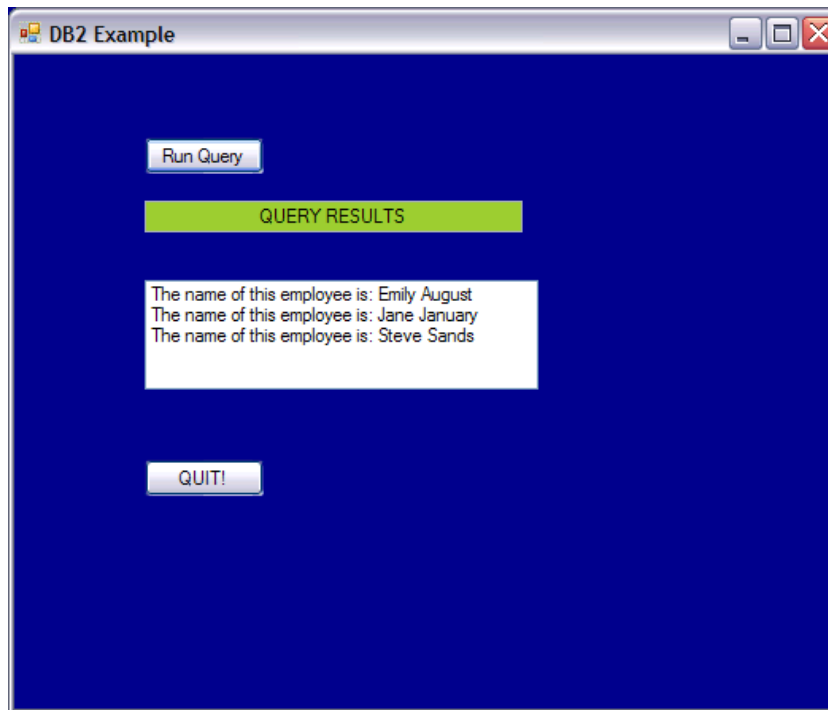 DB2 Example
Run Query
QUERY RESULTS
The name of this employee is: Emily August
The name of this employee is: Jane January
The name of this employee is: Steve Sands
QUIT!